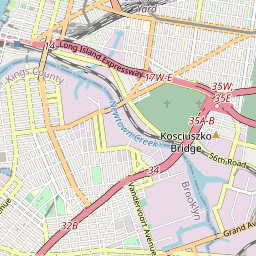 14
Long Island Expressway
17W-E
Kings County
35W;
35E
35A-B
Newtown Creek
Kosciuszko
Bridge
56th Road
34
Brooklyn
Vandervoort Avenue
32B
Grand Av